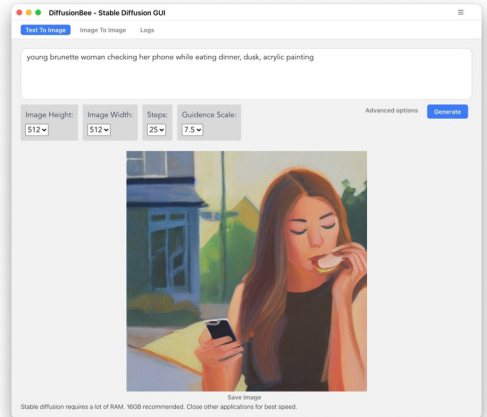 DiffusionBee - Stable Diffusion GUI
Text To Image Image To Image Logs
young brunette woman checking her phone while eating dinner, dusk, acrylic painting
Image Height: Image Width: Steps: Guidence Scale: Advanced options Generate
512 512 25 7.5
Save Image
Stable diffusion requires a lot of RAM. 16GB recommended. Close other applications for best speed.